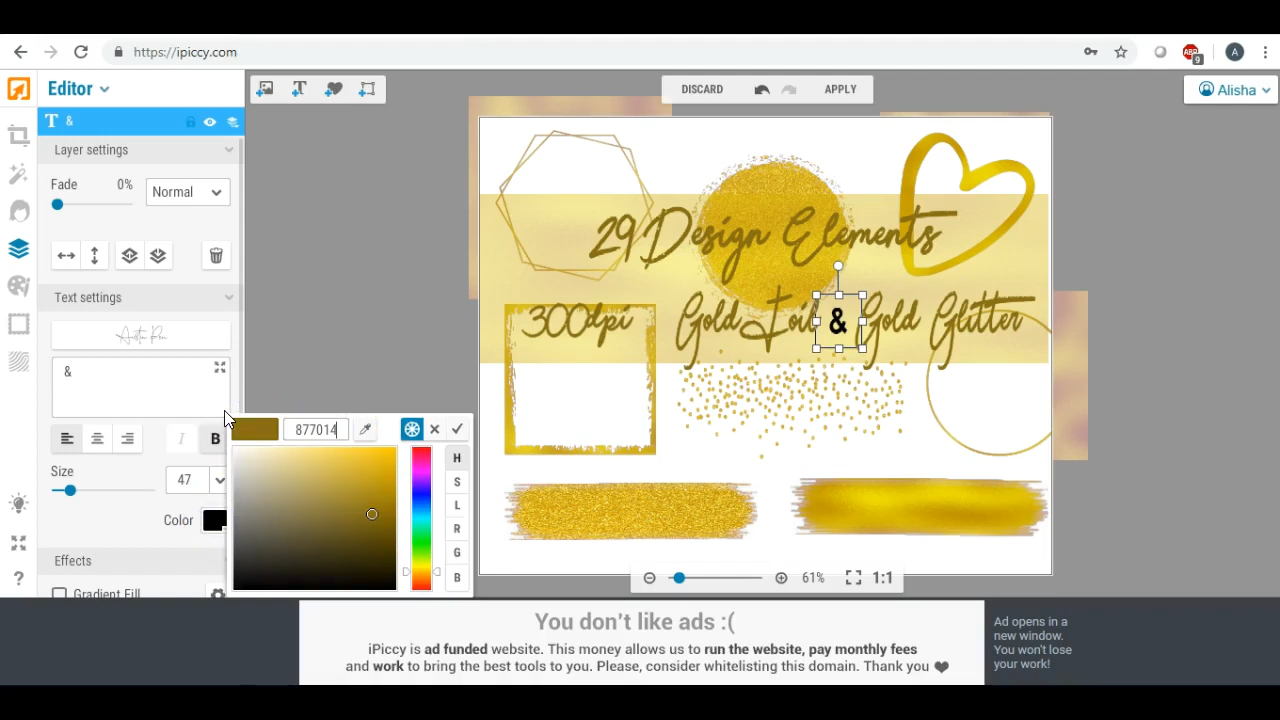 https://ipiccy.com
ABP
9
A
Editor
DISCARD
APPLY
Alisha
T &
Layer settings
Fade 0%
Normal
Text settings
Austin Pen
&
29 Design Elements
300dpi Gold Foil & Gold Glitter
877014
I
B
Size
47
H
S
L
R
G
B
Color
Effects
Gradient Fill
61%
1:1
?
You don't like ads :(
iPiccy is ad funded website. This money allows us to run the website, pay monthly fees
and work to bring the best tools to you. Please, consider whitelisting this domain. Thank you
Ad opens in a
new window.
You won't lose
your work!